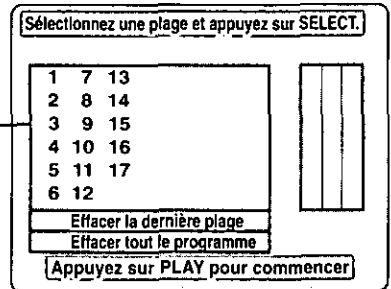 Sélectionnez une plage et appuyez sur SELECT.
1 7 13
2 8 14
3 9 15
4 10 16
5 11 17
6 12
Effacer la dernière plage
Effacer tout le programme
Appuyez sur PLAY pour commencer